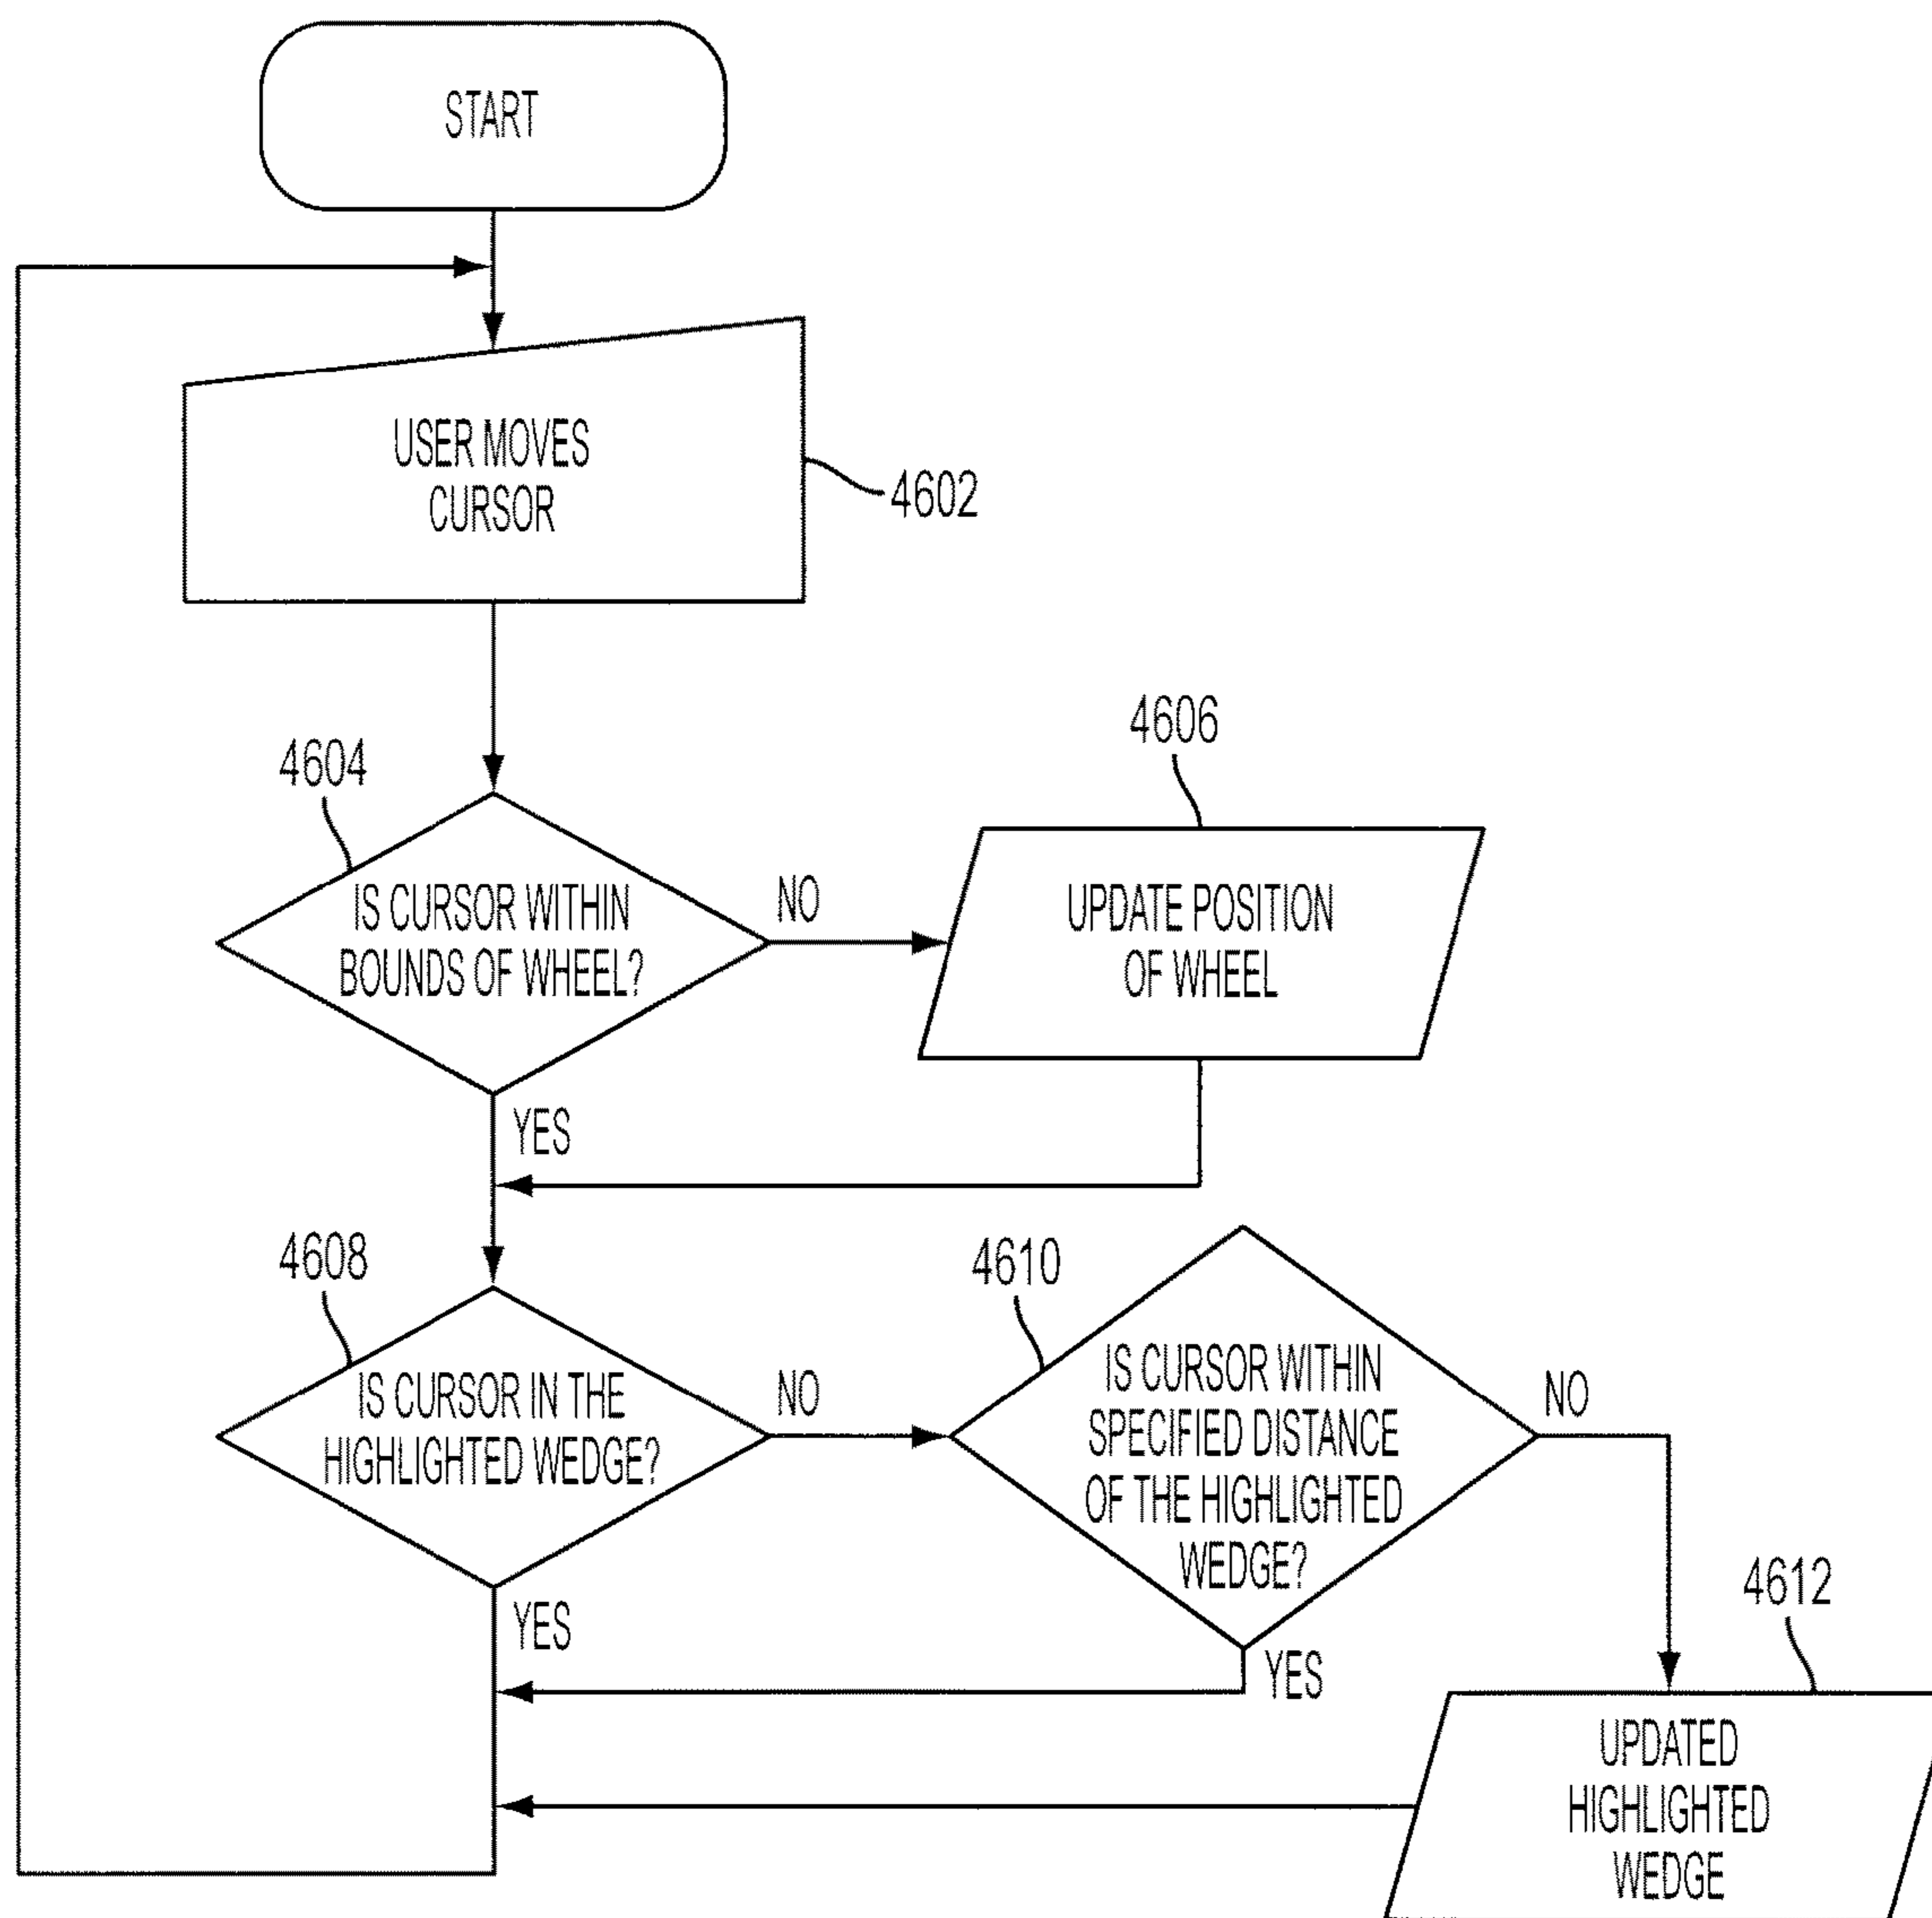 START
USER MOVES
CURSOR
4602
4604
IS CURSOR WITHIN
BOUNDS OF WHEEL?
NO
YES
4606
UPDATE POSITION
OF WHEEL
4608
IS CURSOR IN THE
HIGHLIGHTED WEDGE?
NO
YES
4610
IS CURSOR WITHIN
SPECIFIED DISTANCE
OF THE HIGHLIGHTED
WEDGE?
NO
YES
4612
UPDATED
HIGHLIGHTED
WEDGE